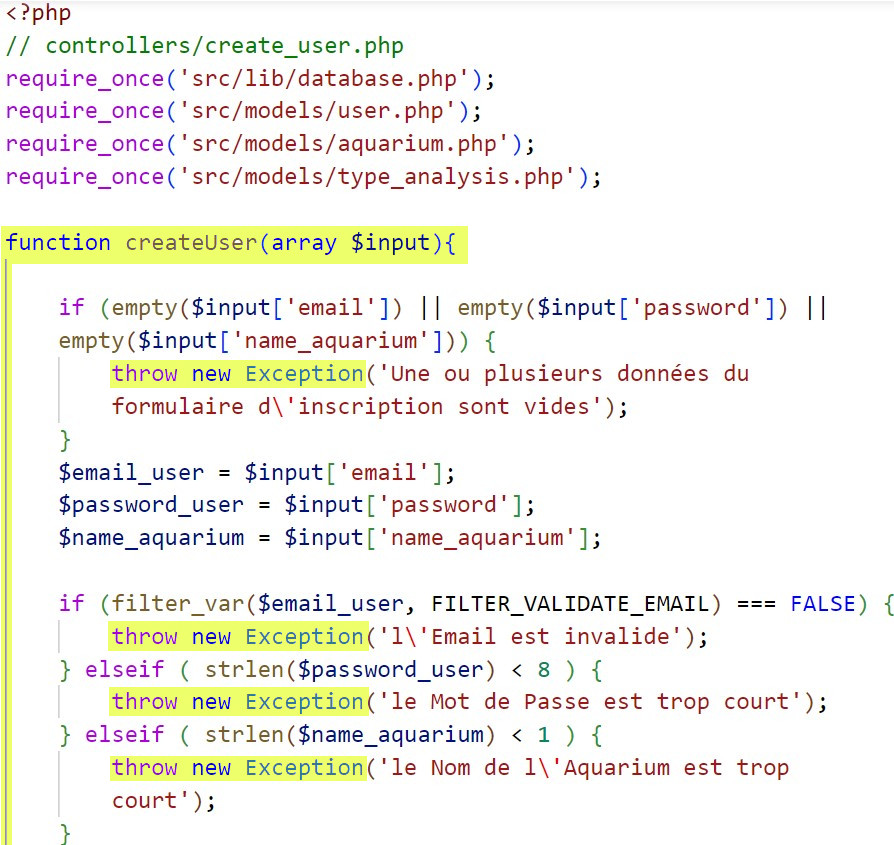 <?php
// controllers/create_user.php
require_once('src/lib/database.php');
require_once('src/models/user.php');
require_once('src/models/aquarium.php');
require_once('src/models/type_analysis.php');
function createUser(array $input){
if (empty($input['email']) || empty($input['password']) ||
empty($input['name_aquarium'])) {
throw new Exception('Une ou plusieurs données du
formulaire d\'inscription sont vides');
}
$email_user = $input['email'];
$password_user = $input['password'];
$name_aquarium = $input['name_aquarium'];
if (filter_var($email_user, FILTER_VALIDATE_EMAIL) === FALSE) {
throw new Exception('l\'Email est invalide');
} elseif ( strlen($password_user) < 8 ) {
throw new Exception('le Mot de Passe est trop court');
} elseif ( strlen($name_aquarium) < 1 ) {
throw new Exception('le Nom de l\'Aquarium est trop
court');
}